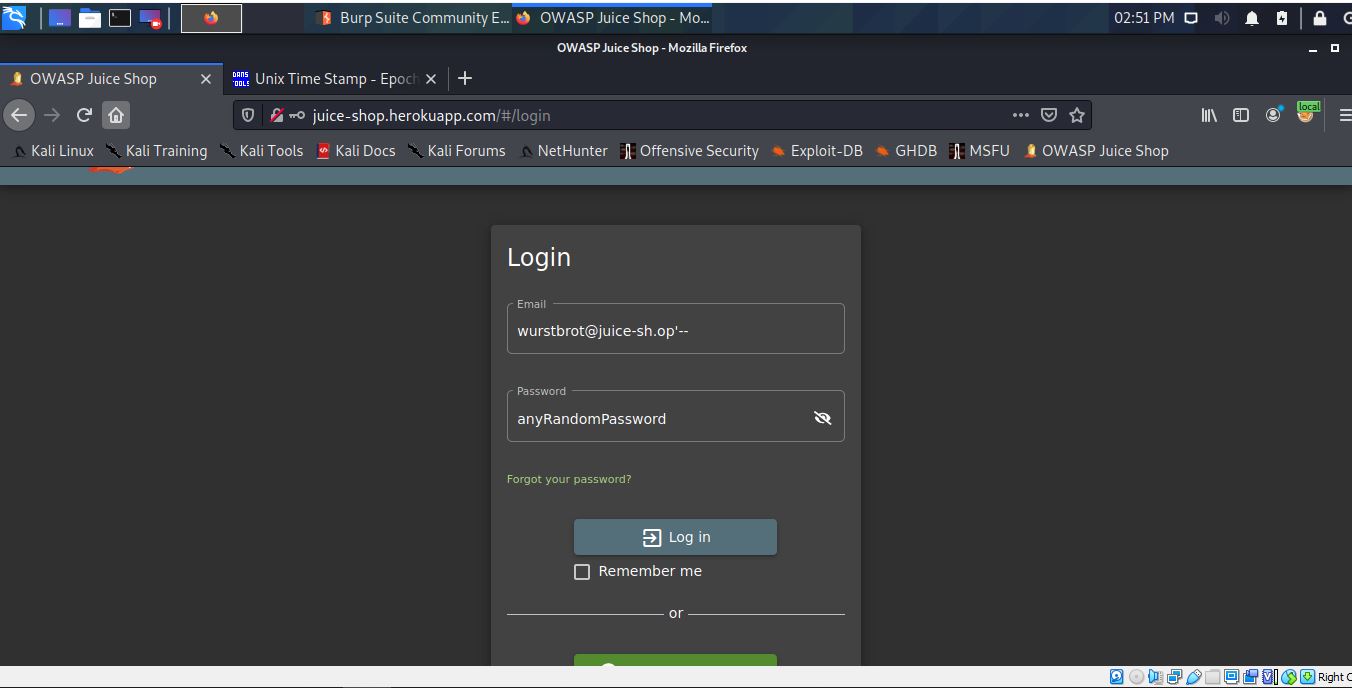 Burp Suite Community E... OWASP Juice Shop - Mo... 02:51 PM
OWASP Juice Shop - Mozilla Firefox
OWASP Juice Shop Unix Time Stamp - Epoch
juice-shop.herokuapp.com/#/login local
Kali Linux Kali Training Kali Tools Kali Docs Kali Forums NetHunter Offensive Security Exploit-DB GHDB MSFU OWASP Juice Shop
Login
Email
wurstbrot@juice-sh.op'--
Password
anyRandomPassword
Forgot your password?
Log in
Remember me
or
Right C